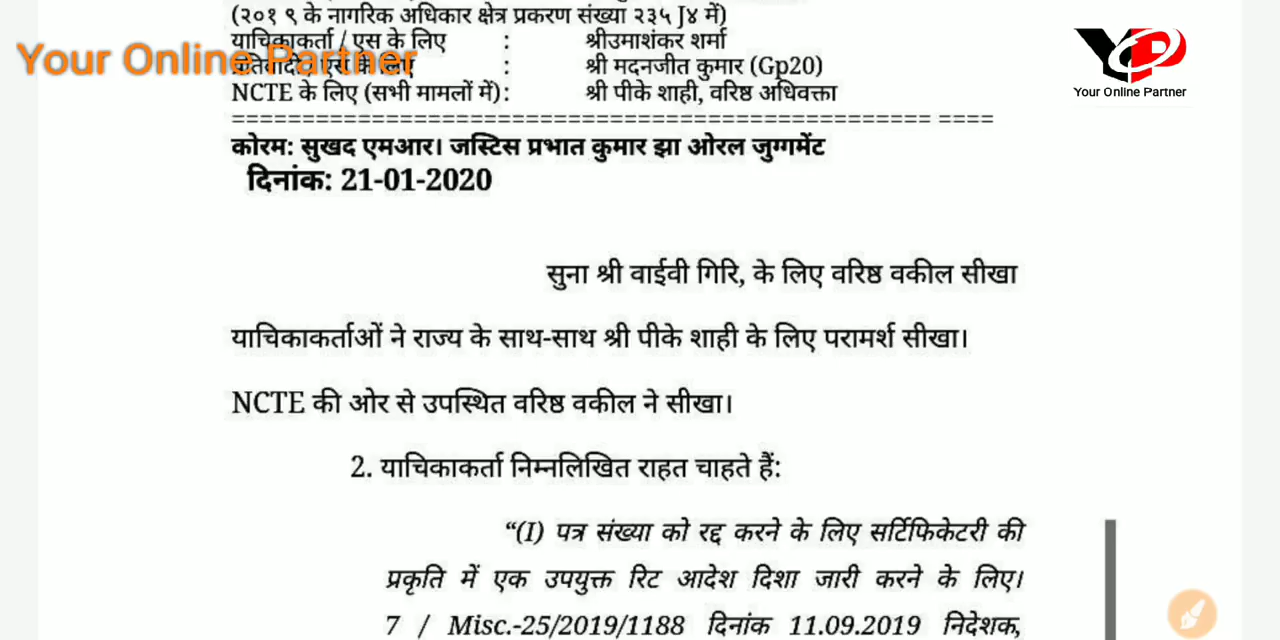 (२०१ ९ के नागरिक अधिकार क्षेत्र प्रकरण संख्या २३५ J४ में)
याचिकाकर्ता / एस के लिए : श्रीउमाशंकर शर्मा
Your Online Partner
के लिए : श्री मदनजीत कुमार (Gp20)
NCTE के लिए (सभी मामलों में): श्री पीके शाही, वरिष्ठ अधिवक्ता
================================================== ====
कोरम: सुखद एमआर। जस्टिस प्रभात कुमार झा ओरल जुग्गमेंट
दिनांक: 21-01-2020
YP
Your Online Partner
सुना श्री वाईवी गिरि, के लिए वरिष्ठ वकील सीखा
याचिकाकर्ताओं ने राज्य के साथ-साथ श्री पीके शाही के लिए परामर्श सीखा।
NCTE की ओर से उपस्थित वरिष्ठ वकील ने सीखा।
2. याचिकाकर्ता निम्नलिखित राहत चाहते हैं:
“(I) पत्र संख्या को रद्द करने के लिए सर्टिफिकेटरी की
प्रकृति में एक उपयुक्त रिट आदेश दिशा जारी करने के लिए।
7 / Misc.-25/2019/1188 दिनांक 11.09.2019 निदेशक,